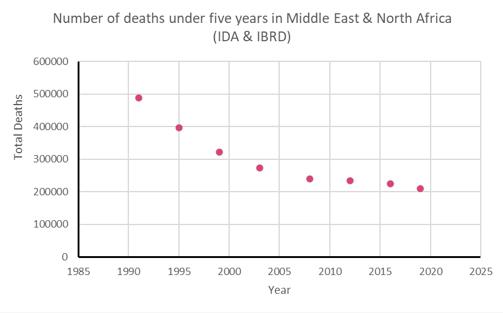 Number of deaths under five years in Middle East & North Africa
(IDA & IBRD)
600000
500000
400000
300000
200000
100000
0
Total Deaths
1985 1990 1995 2000 2005 2010 2015 2020 2025
Year